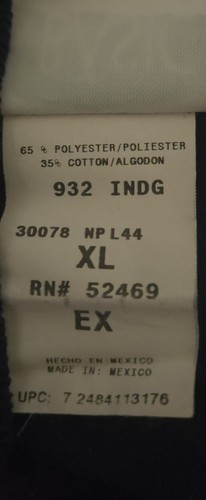 65 % POLYESTER/POLIESTER
35% COTTON/ALGODON
932 INDG
30078 NP L44
XL
RN# 52469
EX
HECHO EN MEXICO
MADE IN: MEXICO
UPC: 7 2484113176